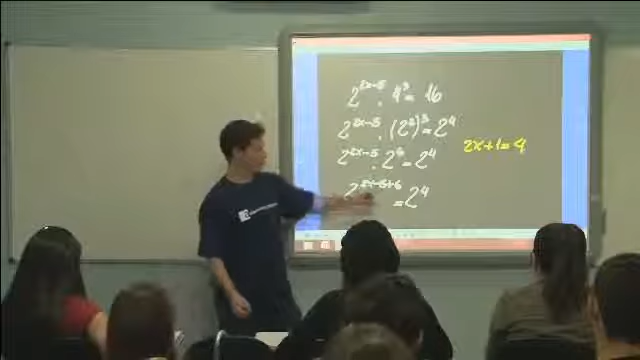 2^{2x-5} · 4^3 = 16
2^{2x-5} · (2^2)^3 = 2^4
2^{2x-5} · 2^6 = 2^4
2^{2x-5+6} = 2^4
2x+1=4